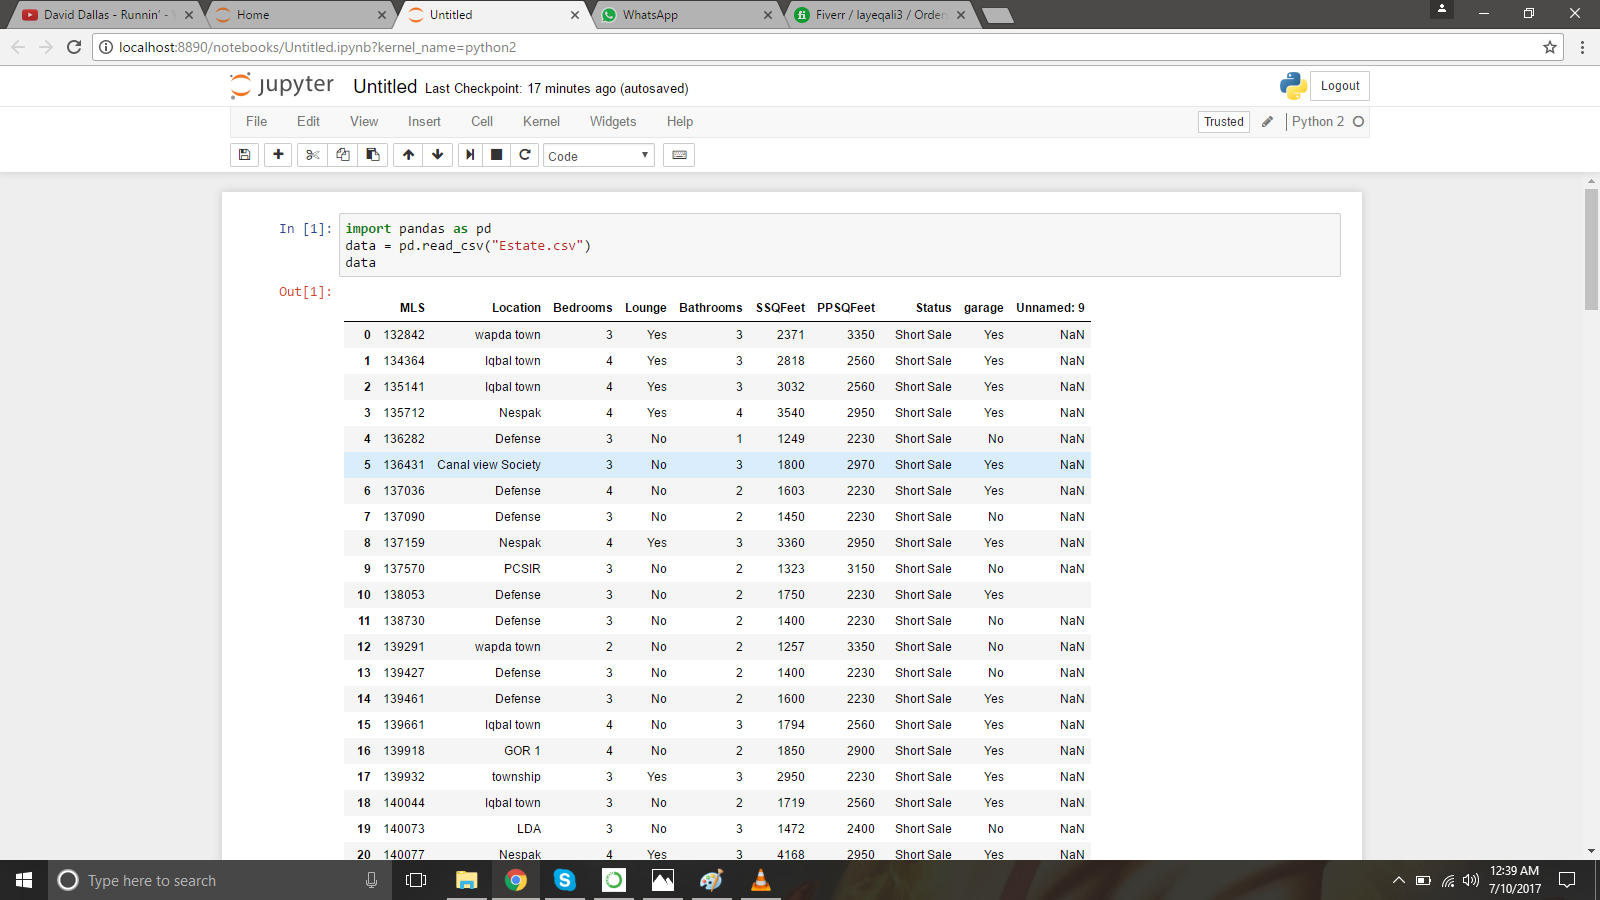 David Dallas - Runnin' - Home Untitled WhatsApp Fiverr / layeqali3 / Order
localhost:8890/notebooks/Untitled.ipynb?kernel_name=python2
jupyter Untitled Last Checkpoint: 17 minutes ago (autosaved) Logout
File Edit View Insert Cell Kernel Widgets Help Trusted Python 2
Code
In [1]: import pandas as pd
data = pd.read_csv("Estate.csv")
data
Out[1]:
MLS Location Bedrooms Lounge Bathrooms SSQFeet PPSQFeet Status garage Unnamed: 9
0 132842 wapda town 3 Yes 3 2371 3350 Short Sale Yes NaN
1 134364 Iqbal town 4 Yes 3 2818 2560 Short Sale Yes NaN
2 135141 Iqbal town 4 Yes 3 3032 2560 Short Sale Yes NaN
3 135712 Nespak 4 Yes 4 3540 2950 Short Sale Yes NaN
4 136282 Defense 3 No 1 1249 2230 Short Sale No NaN
5 136431 Canal view Society 3 No 3 1800 2970 Short Sale Yes NaN
6 137036 Defense 4 No 2 1603 2230 Short Sale Yes NaN
7 137090 Defense 3 No 2 1450 2230 Short Sale No NaN
8 137159 Nespak 4 Yes 3 3360 2950 Short Sale Yes NaN
9 137570 PCSIR 3 No 2 1323 3150 Short Sale No NaN
10 138053 Defense 3 No 2 1750 2230 Short Sale Yes
11 138730 Defense 3 No 2 1400 2230 Short Sale No NaN
12 139291 wapda town 2 No 2 1257 3350 Short Sale No NaN
13 139427 Defense 3 No 2 1400 2230 Short Sale No NaN
14 139461 Defense 3 No 2 1600 2230 Short Sale Yes NaN
15 139661 Iqbal town 4 No 3 1794 2560 Short Sale Yes NaN
16 139918 GOR 1 4 No 2 1850 2900 Short Sale Yes NaN
17 139932 township 3 Yes 3 2950 2230 Short Sale Yes NaN
18 140044 Iqbal town 3 No 2 1719 2560 Short Sale Yes NaN
19 140073 LDA 3 No 3 1472 2400 Short Sale No NaN
20 140077 Nespak 4 Yes 3 4168 2950 Short Sale Yes NaN
Type here to search
12:39 AM
7/10/2017